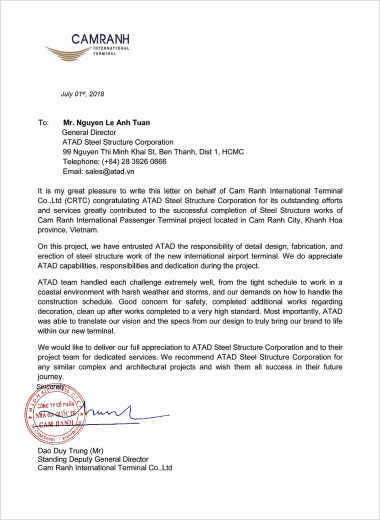 CAMRANH
INTERNATIONAL
TERMINAL
July 01st, 2018
To: Mr. Nguyen Le Anh Tuan
General Director
ATAD Steel Structure Corporation
99 Nguyen Thi Minh Khai St, Ben Thanh, Dist 1, HCMC
Telephone: (+84) 28 3926 0666
Email: sales@atad.vn
It is my great pleasure to write this letter on behalf of Cam Ranh International Terminal
Co.,Ltd (CRTC) congratulating ATAD Steel Structure Corporation for its outstanding efforts
and services greatly contributed to the successful completion of Steel Structure works of
Cam Ranh International Passenger Terminal project located in Cam Ranh City, Khanh Hoa
province, Vietnam.
On this project, we have entrusted ATAD the responsibility of detail design, fabrication, and
erection of steel structure work of the new international airport terminal. We do appreciate
ATAD capabilities, responsibilities and dedication during the project.
ATAD team handled each challenge extremely well, from the tight schedule to work in a
coastal environment with harsh weather and storms, and our demands on how to handle the
construction schedule. Good concern for safety, completed additional works regarding
decoration, clean up after works completed to a very high standard. Most importantly, ATAD
was able to translate our vision and the specs from our design to truly bring our brand to life
within our new terminal.
We would like to deliver our full appreciation to ATAD Steel Structure Corporation and to their
project team for dedicated services. We recommend ATAD Steel Structure Corporation for
any similar complex and architectural projects and wish them all success in their future
journey.
Sincerely,
CÔNG TY CỔ PHẦN
NHÀ GA QUỐC TẾ
CAM RANH
Dao Duy Trung (Mr)
Standing Deputy General Director
Cam Ranh International Terminal Co.,Ltd